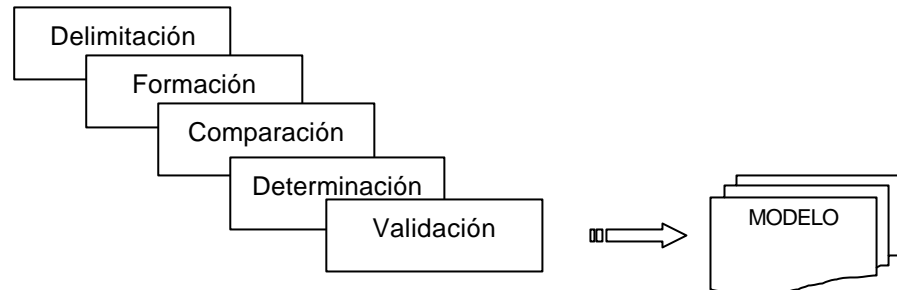 Delimitación
Formación
Comparación
Determinación
Validación
MODELO